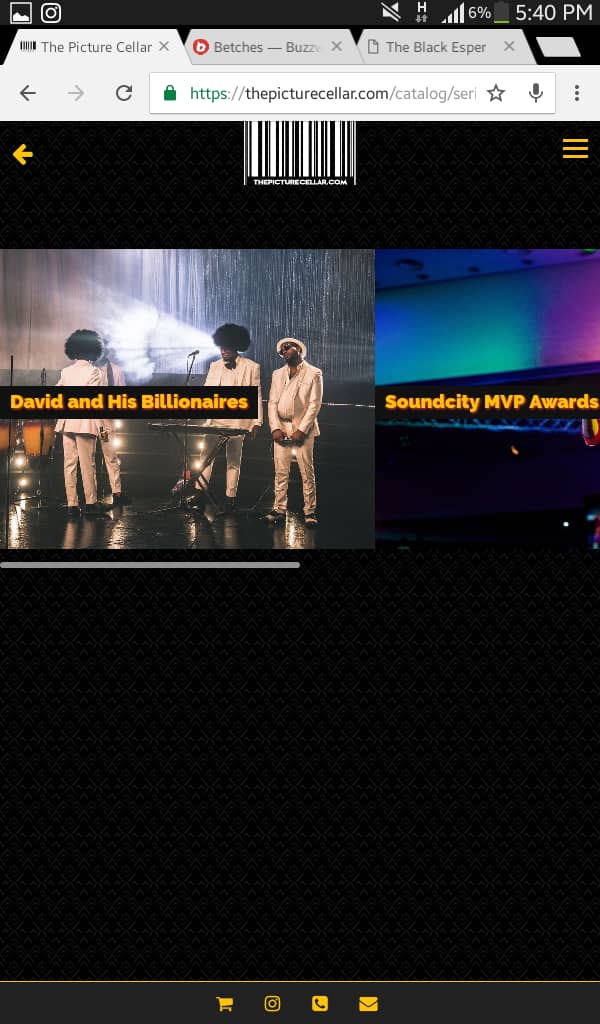 H 6% 5:40 PM
The Picture Cellar
Betches — Buzz
The Black Esper
https://thepicturecellar.com/catalog/seri
THEPICTURECELLAR.COM
David and His Billionaires
Soundcity MVP Awards